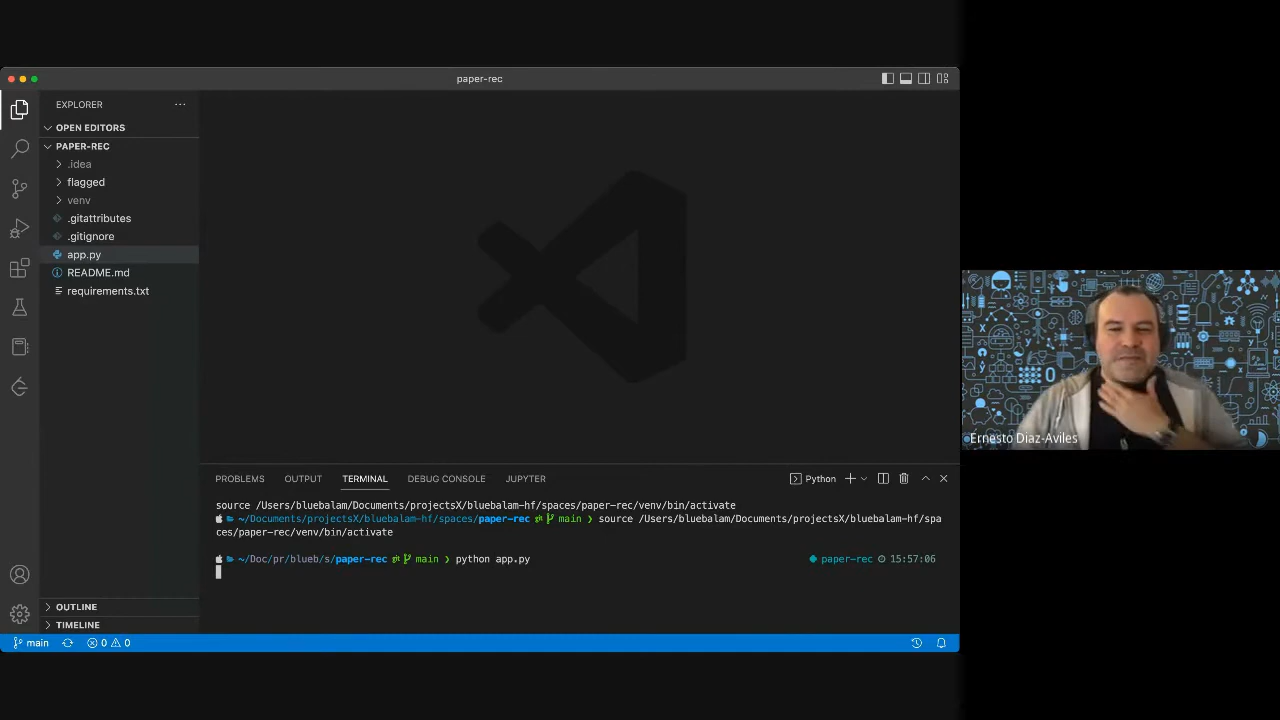 paper-rec
EXPLORER
OPEN EDITORS
PAPER-REC
.idea
flagged
venv
.gitattributes
.gitignore
app.py
README.md
requirements.txt
OUTLINE
TIMELINE
PROBLEMS OUTPUT TERMINAL DEBUG CONSOLE JUPYTER Python
source /Users/bluebalam/Documents/projectsX/bluebalam-hf/spaces/paper-rec/venv/bin/activate
~/Documents/projectsX/bluebalam-hf/spaces/paper-rec git main ❯ source /Users/bluebalam/Documents/projectsX/bluebalam-hf/spa
ces/paper-rec/venv/bin/activate
~/Doc/pr/blueb/s/paper-rec git main ❯ python app.py paper-rec 15:57:06
main 0 0
Ernesto Diaz-Aviles